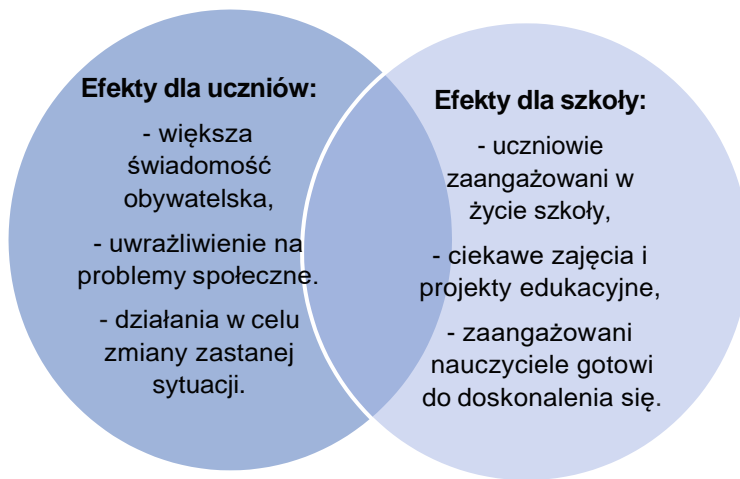 Efekty dla uczniów:
- większa
świadomość
obywatelska,
- uwrażliwienie na
problemy społeczne.
- działania w celu
zmiany zastanej
sytuacji.
Efekty dla szkoły:
- uczniowie
zaangażowani w
życie szkoły,
- ciekawe zajęcia i
projekty edukacyjne,
- zaangażowani
nauczyciele gotowi
do doskonalenia się.